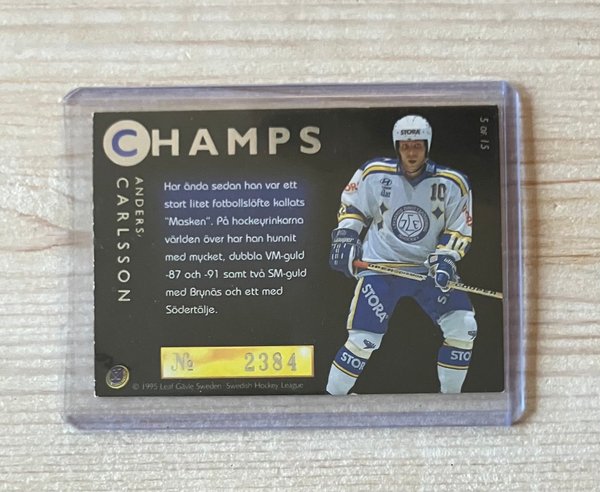 CHAMPS
5 OF 15
ANDERS
CARLSSON
Har ända sedan han var ett
stort litet fotbollslöfte kallats
"Masken". På hockeyrinkarna
världen över har han hunnit
med mycket, dubbla VM-guld
-87 och -91 samt två SM-guld
med Brynäs och ett med
Södertälje.
№ 2384
© 1995 Leaf Gävle Sweden · Swedish Hockey League
STORA
10
STORA
STORA
STORA